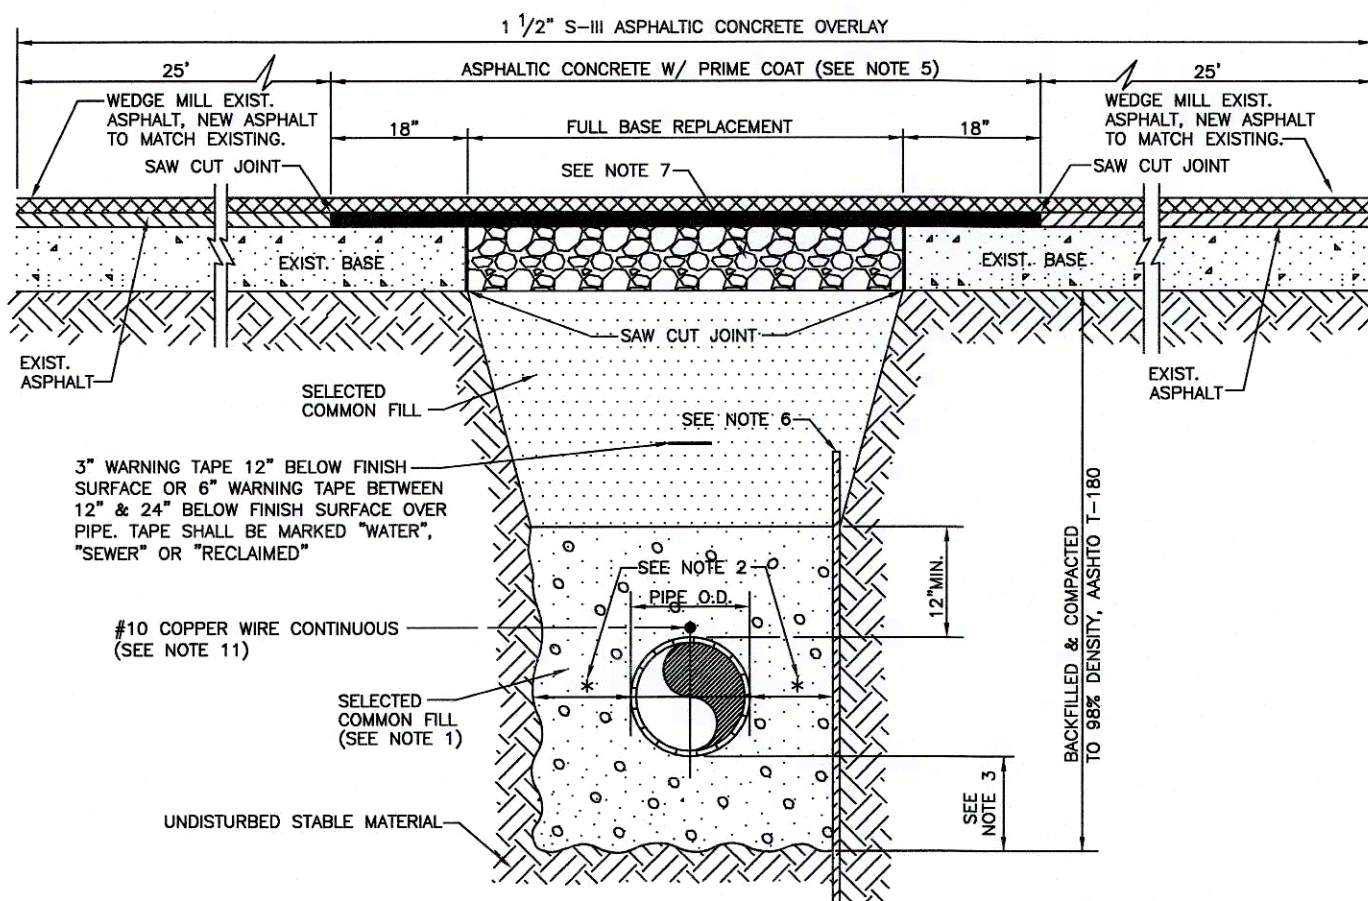 1 1/2" S-III ASPHALTIC CONCRETE OVERLAY
25'
ASPHALTIC CONCRETE W/ PRIME COAT (SEE NOTE 5)
25'
WEDGE MILL EXIST.
ASPHALT, NEW ASPHALT
TO MATCH EXISTING.
18"
FULL BASE REPLACEMENT
18"
WEDGE MILL EXIST.
ASPHALT, NEW ASPHALT
TO MATCH EXISTING.
SAW CUT JOINT
SEE NOTE 7
SAW CUT JOINT
EXIST. BASE
EXIST. BASE
SAW CUT JOINT
EXIST.
ASPHALT
EXIST.
ASPHALT
SELECTED
COMMON FILL
SEE NOTE 6
3" WARNING TAPE 12" BELOW FINISH
SURFACE OR 6" WARNING TAPE BETWEEN
12" & 24" BELOW FINISH SURFACE OVER
PIPE. TAPE SHALL BE MARKED "WATER",
"SEWER" OR "RECLAIMED"
SEE NOTE 2
PIPE O.D.
12"MIN.
BACKFILLED & COMPACTED
TO 98% DENSITY, AASHTO T-180
#10 COPPER WIRE CONTINUOUS
(SEE NOTE 11)
* *
SELECTED
COMMON FILL
(SEE NOTE 1)
SEE
NOTE 3
UNDISTURBED STABLE MATERIAL